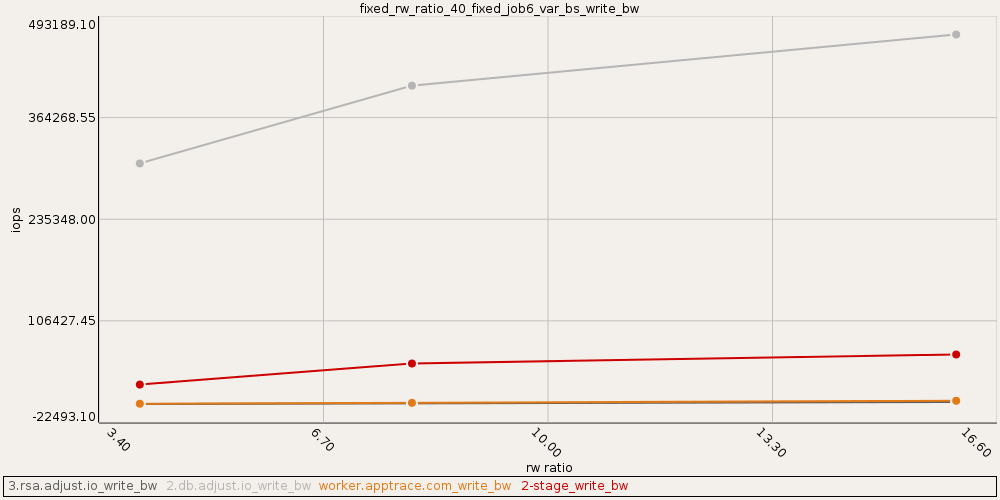 fixed_rw_ratio_40_fixed_job6_var_bs_write_bw
493189.10
364268.55
235348.00
106427.45
-22493.10
iops
3.40
6.70
10.00
13.30
16.60
rw ratio
3.rsa.adjust.io_write_bw 2.db.adjust.io_write_bw worker.apptrace.com_write_bw 2-stage_write_bw